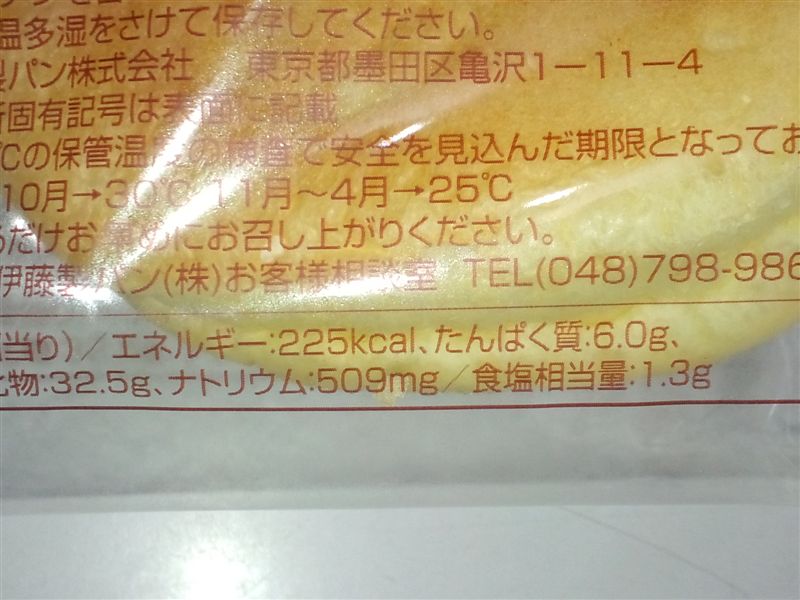 温多湿をさけて保存してください。
製パン株式会社 東京都墨田区亀沢1-11-4
所固有記号は表面に記載
℃の保管温度の検査で安全を見込んだ期限となってお
10月→30℃ 11月～4月→25℃
るだけお早めにお召し上がりください。
伊藤製パン(株)お客様相談室 TEL(048)798-986
当り)/エネルギー:225kcal、たんぱく質:6.0g、
化物:32.5g、ナトリウム:509mg/食塩相当量:1.3g